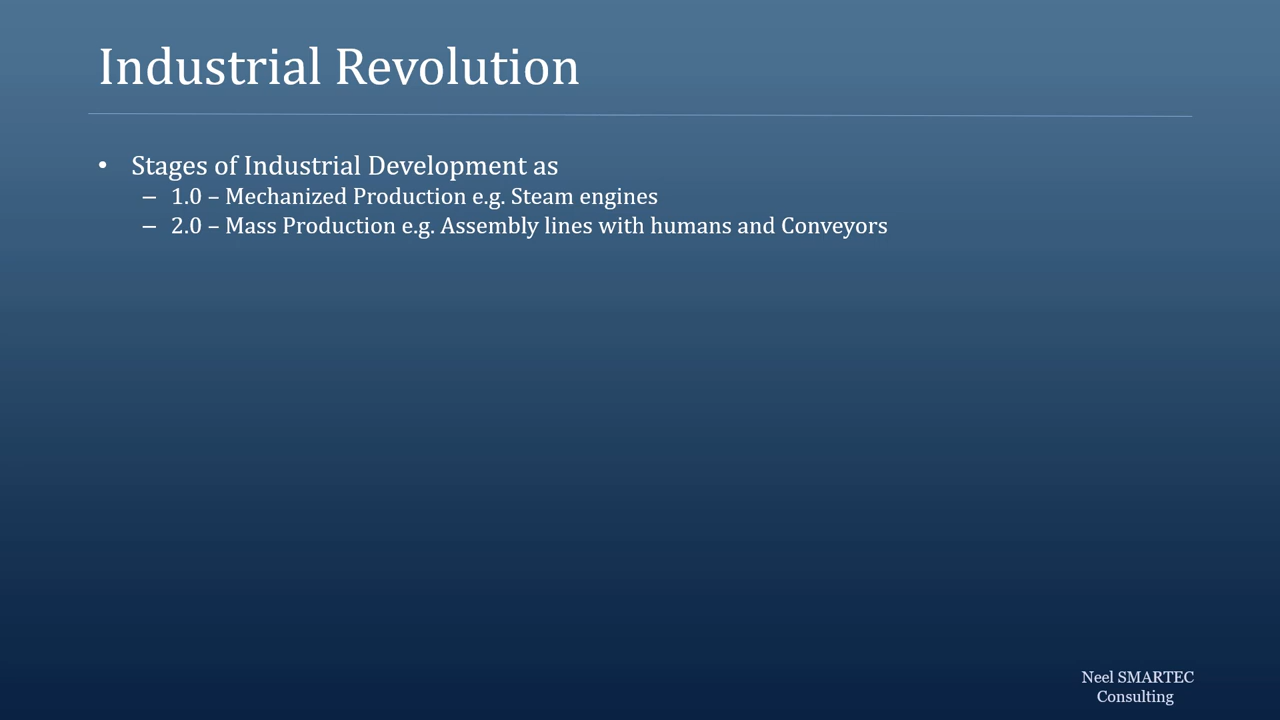 Industrial Revolution
• Stages of Industrial Development as
– 1.0 – Mechanized Production e.g. Steam engines
– 2.0 – Mass Production e.g. Assembly lines with humans and Conveyors
Neel SMARTEC
Consulting